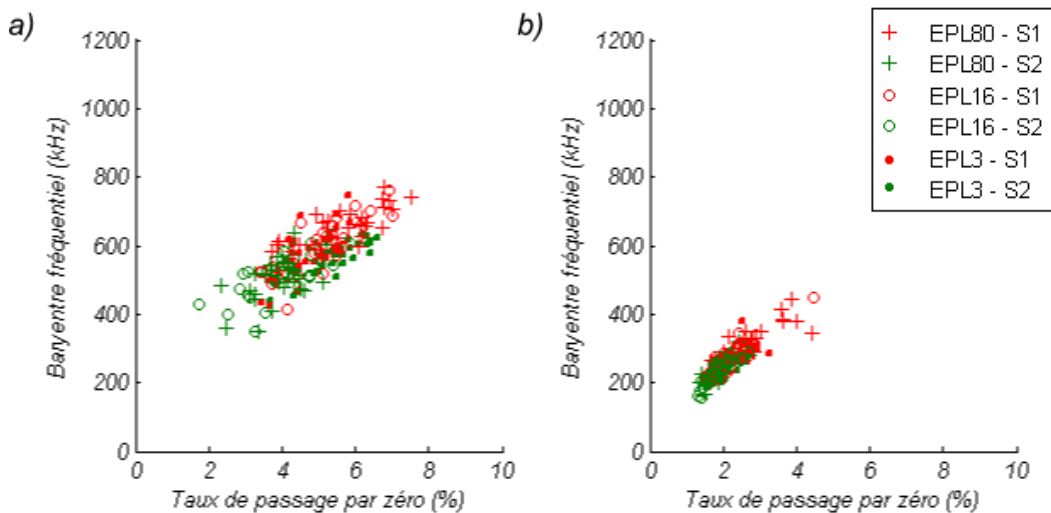 a)
1200
1000
800
600
400
200
0
0 2 4 6 8 10
Banyentre fréquentiel (kHz)
Taux de passage par zéro (%)
b)
1200
1000
800
600
400
200
0
0 2 4 6 8 10
Banyentre fréquentiel (kHz)
Taux de passage par zéro (%)
EPL80 - S1
EPL80 - S2
EPL16 - S1
EPL16 - S2
EPL3 - S1
EPL3 - S2